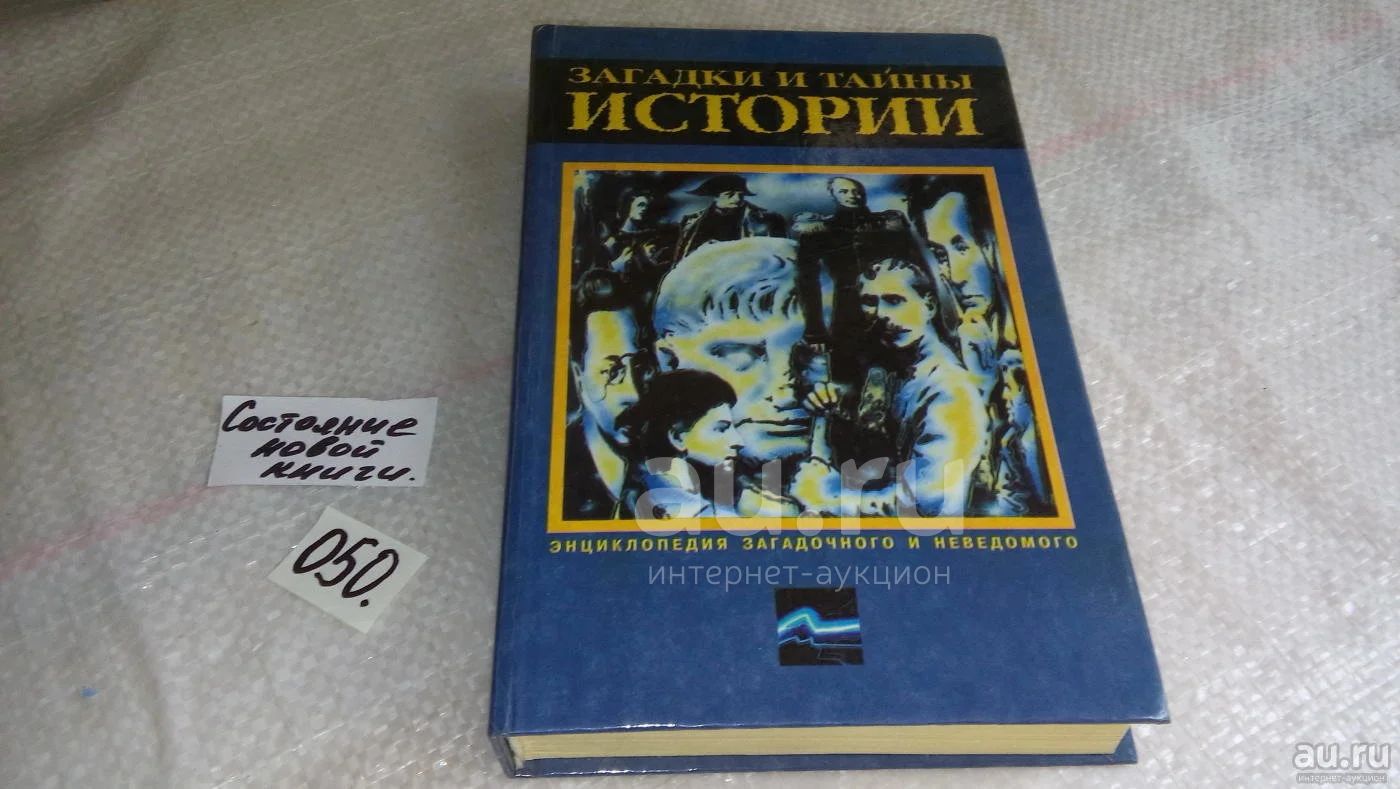 ЗАГАДКИ И ТАЙНЫ
ИСТОРИИ
ЭНЦИКЛОПЕДИЯ ЗАГАДОЧНОГО И НЕВЕДОМОГО
Состояние
новой
книги.
050.
au.ru
интернет-аукцион
au.ru
интернет-аукцион